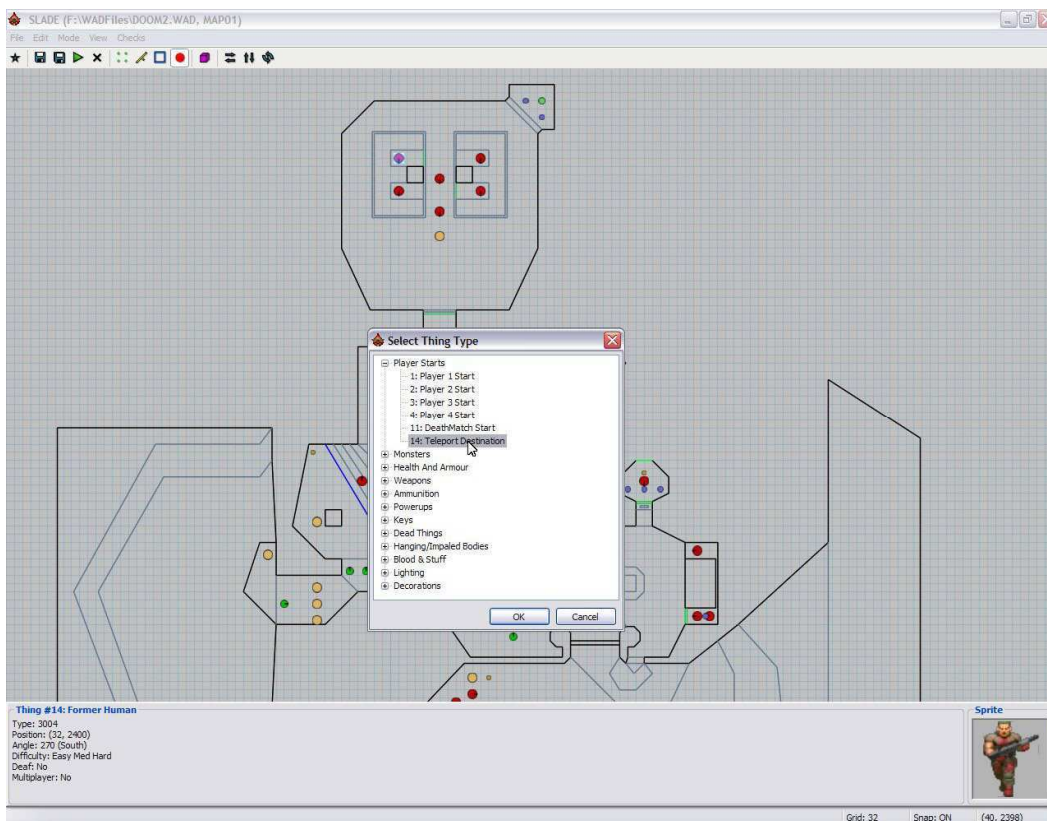 SLADE (F:\WADFiles\DOOM2.WAD, MAP01)
File Edit Mode View Checks
Select Thing Type
Player Starts
1: Player 1 Start
2: Player 2 Start
3: Player 3 Start
4: Player 4 Start
11: DeathMatch Start
14: Teleport Destination
Monsters
Health And Armour
Weapons
Ammunition
Powerups
Keys
Dead Things
Hanging/Impaled Bodies
Blood & Stuff
Lighting
Decorations
OK Cancel
Thing #14: Former Human
Type: 3004
Position: (32, 2400)
Angle: 270 (South)
Difficulty: Easy Med Hard
Deaf: No
Multiplayer: No
Sprite
Grid: 32 Snap: ON (40, 2398)